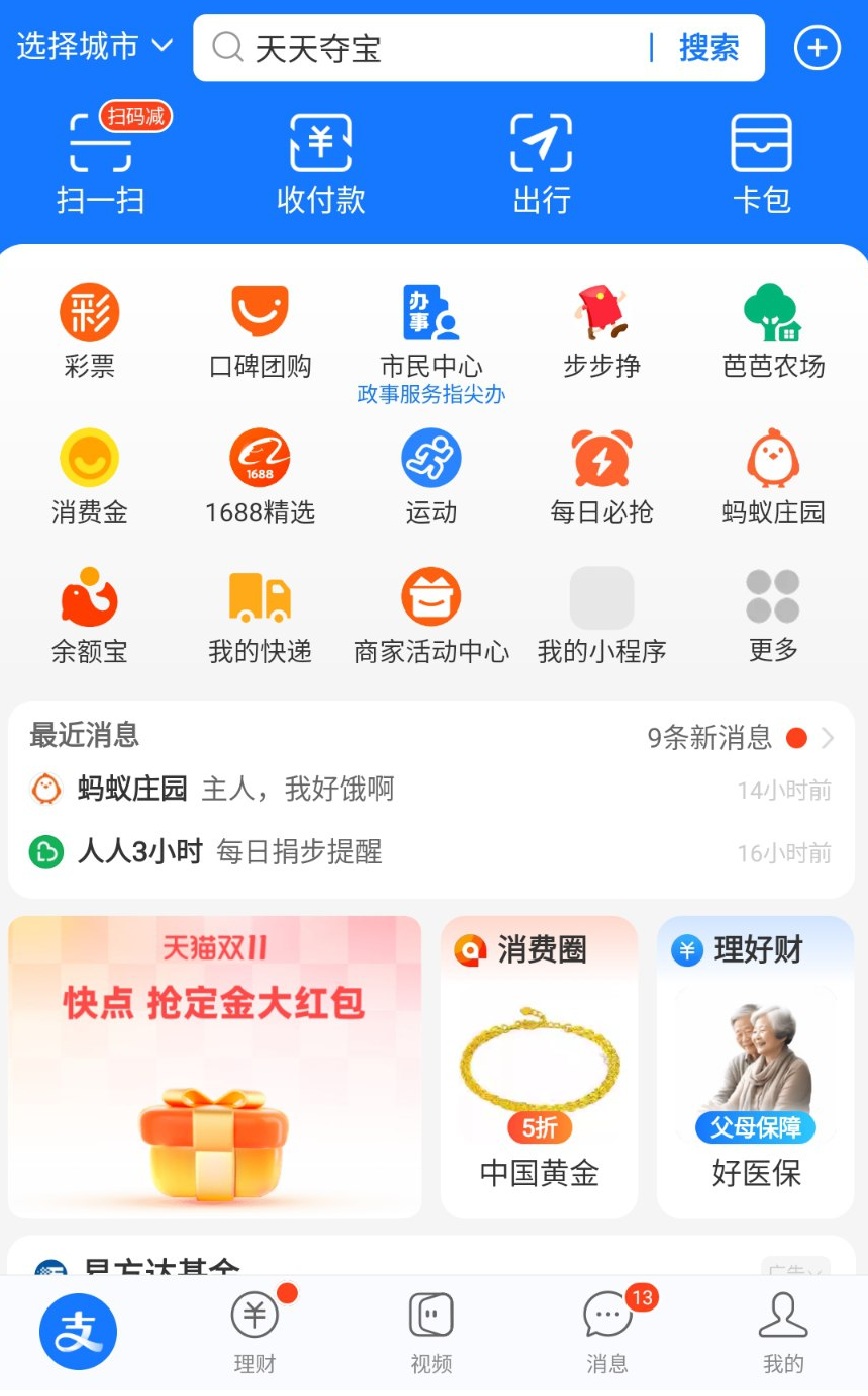 选择城市
天天夺宝
搜索
扫码减
扫一扫
收付款
出行
卡包
彩
办事
彩票
口碑团购
市民中心
步步挣
芭芭农场
政事服务指尖办
1688
消费金
1688精选
运动
每日必抢
蚂蚁庄园
余额宝
我的快递
商家活动中心
我的小程序
更多
最近消息
9条新消息
蚂蚁庄园 主人，我好饿啊
14小时前
人人3小时 每日捐步提醒
16小时前
天猫双11
快点 抢定金大红包
消费圈
5折
中国黄金
理好财
父母保障
好医保
易方达基金
广告
支
理财
视频
13
消息
我的